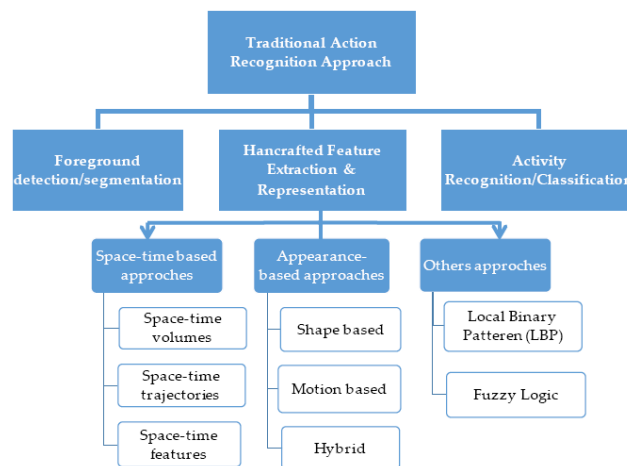 Traditional Action
Recognition Approach
Foreground
detection/segmentation
Hancrafted Feature
Extraction &
Representation
Activity
Recognition/Classification
Space-time based
approches
Appearance-
based approaches
Others approches
Space-time
volumes
Space-time
trajectories
Space-time
features
Shape based
Motion based
Hybrid
Local Binary
Patteren (LBP)
Fuzzy Logic